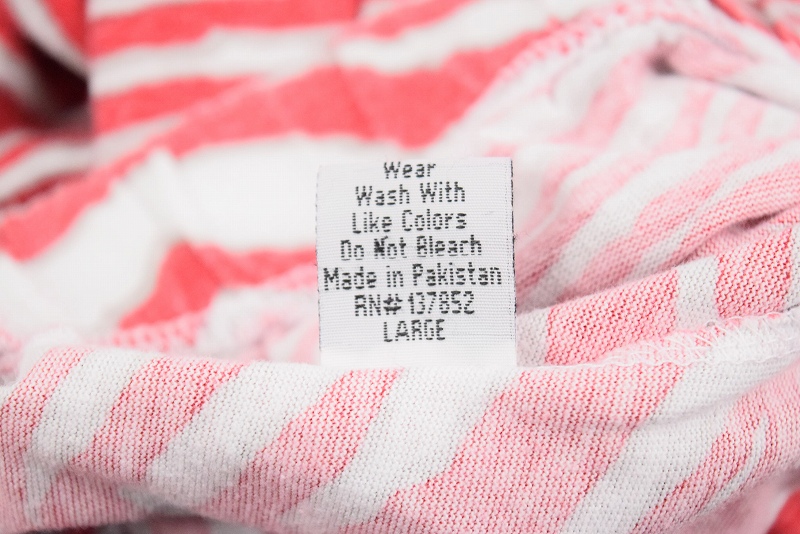 Wear
Wash With
Like Colors
Do Not Bleach
Made in Pakistan
RN# 137852
LARGE